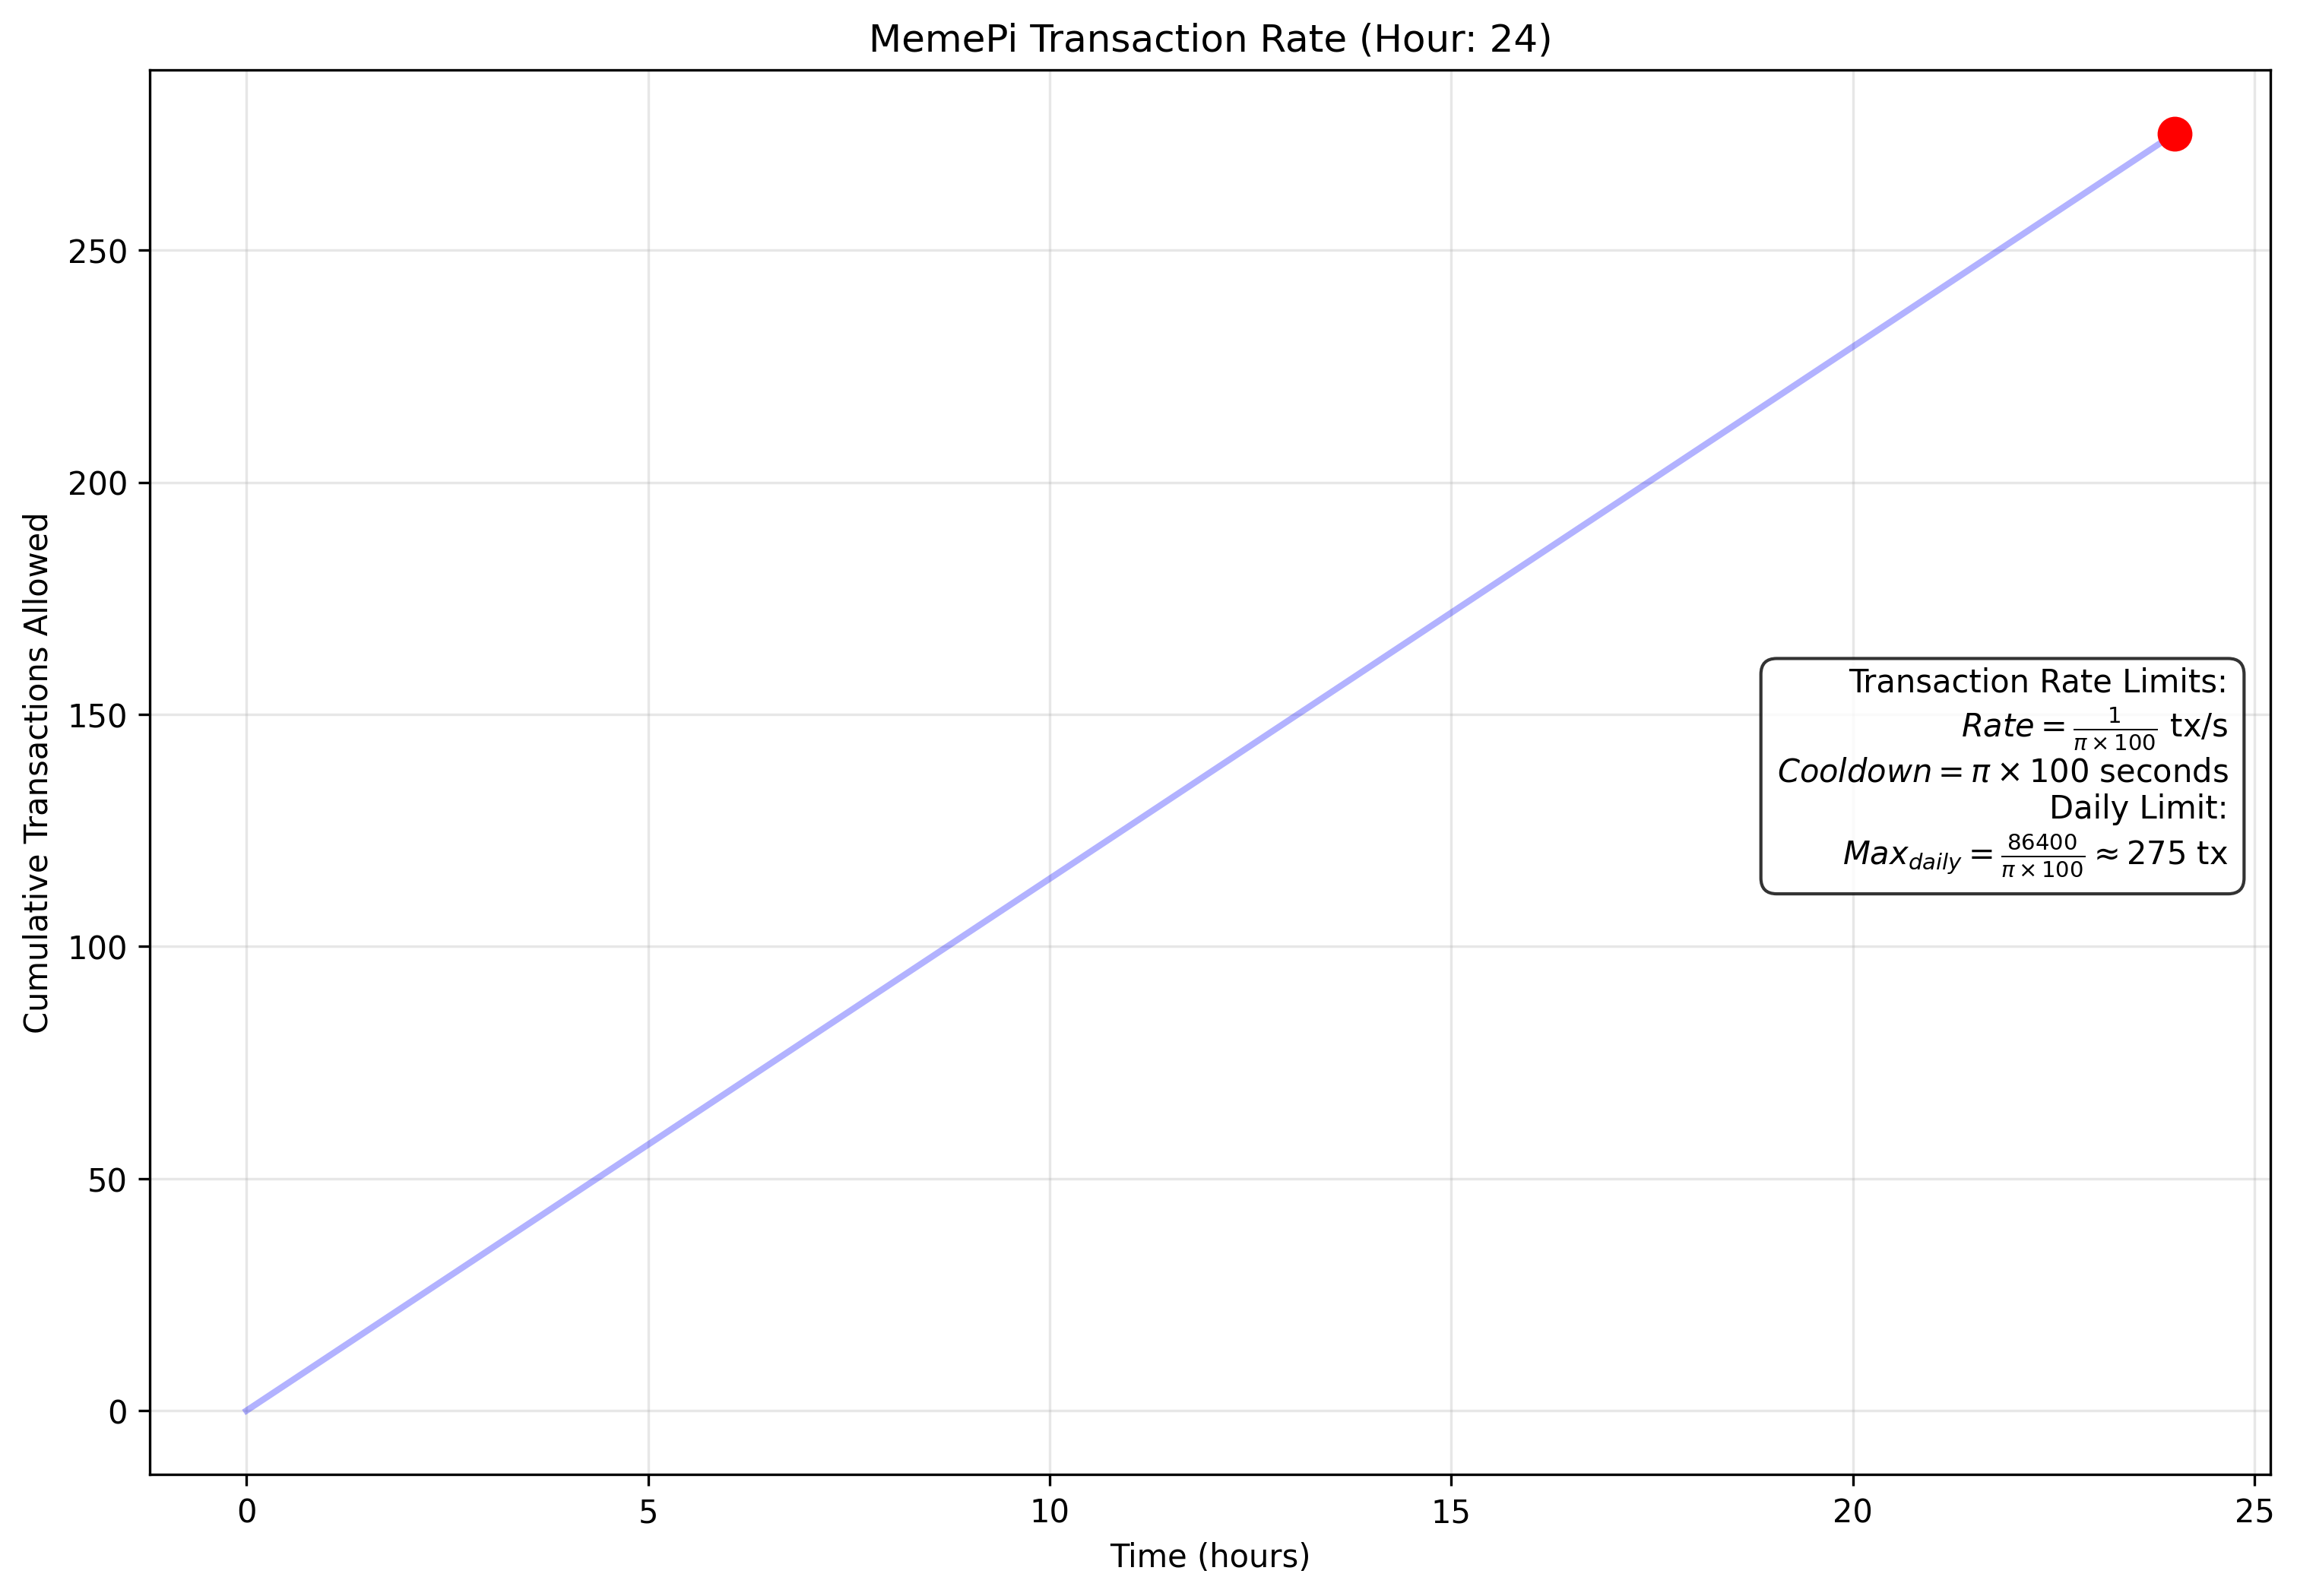 MemePi Transaction Rate (Hour: 24)
Cumulative Transactions Allowed
250
200
150
100
50
0
Transaction Rate Limits:
Rate = 1/(π × 100) tx/s
Cooldown = π × 100 seconds
Daily Limit:
Max_daily = 86400/(π × 100) ≈ 275 tx
0 5 10 15 20 25
Time (hours)